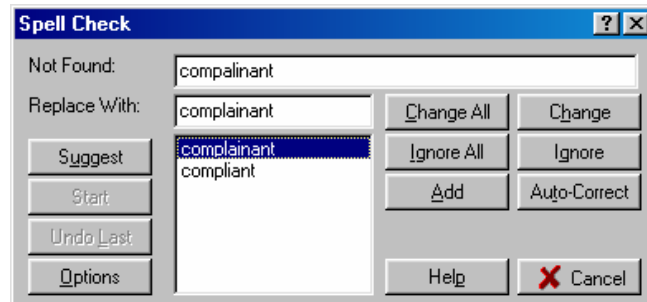 Spell Check
Not Found: compalinant
Replace With: complainant Change All Change
Suggest complainant Ignore All Ignore
compliant
Start Add Auto-Correct
Undo Last
Options Help Cancel